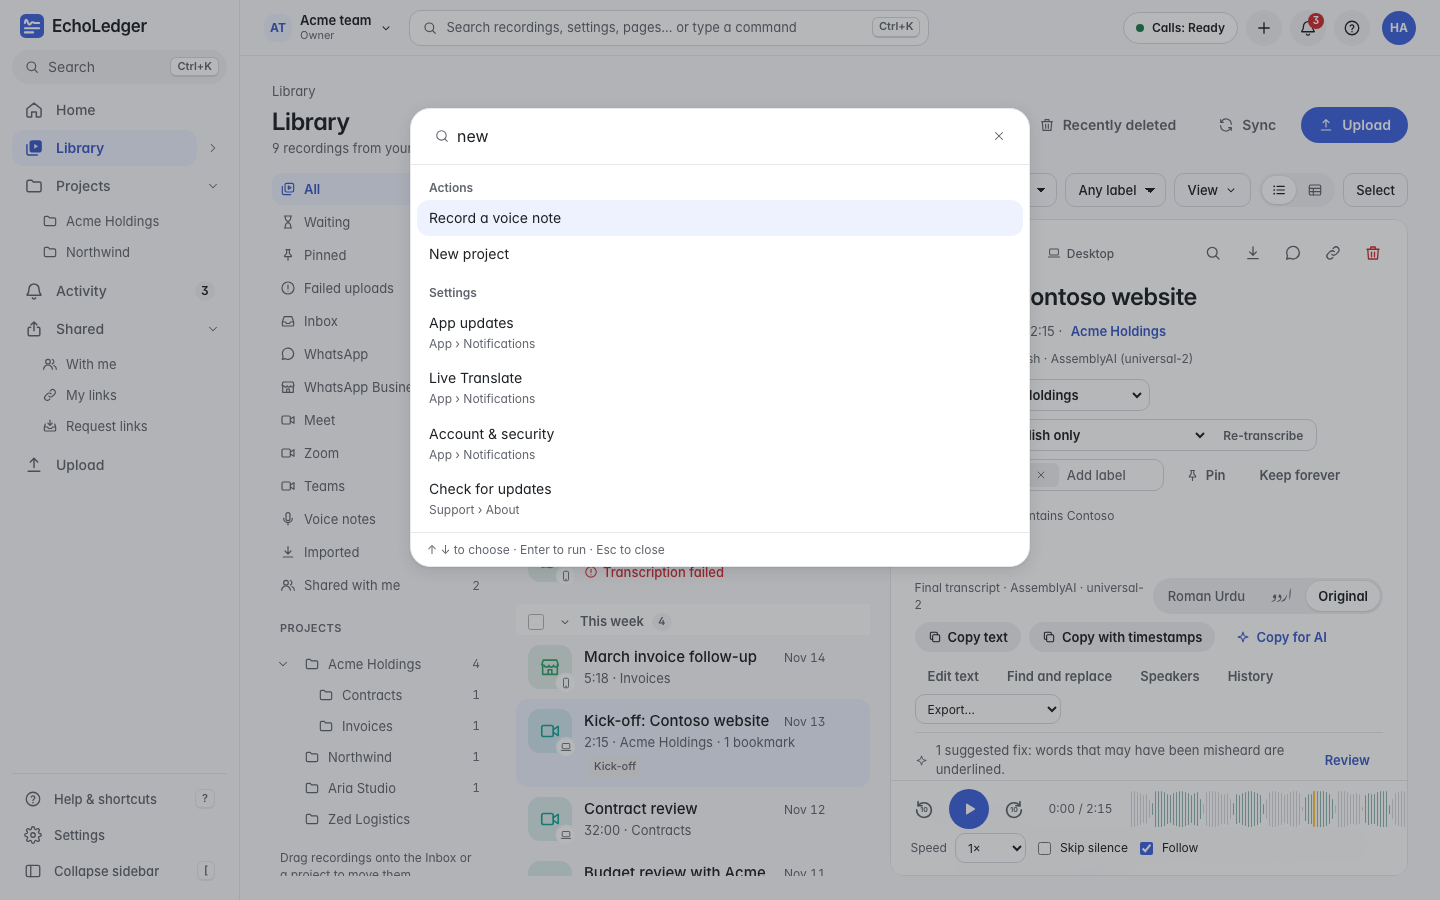 EchoLedger
Search Ctrl+K
Home
Library
Projects
Acme Holdings
Northwind
Activity 3
Shared
With me
My links
Request links
Upload
Help & shortcuts ?
Settings
Collapse sidebar [
AT Acme team
Owner
Search recordings, settings, pages... or type a command Ctrl+K
Calls: Ready
3
HA
Library
Library
9 recordings from your
Recently deleted
Sync
Upload
All
Waiting
Pinned
Failed uploads
Inbox
WhatsApp
WhatsApp Busine
Meet
Zoom
Teams
Voice notes
Imported
Shared with me 2
PROJECTS
Acme Holdings 4
Contracts 1
Invoices 1
Northwind 1
Aria Studio 1
Zed Logistics
Drag recordings onto the Inbox or
a project to move them
new
Actions
Record a voice note
New project
Settings
App updates
App › Notifications
Live Translate
App › Notifications
Account & security
App › Notifications
Check for updates
Support › About
↑ ↓ to choose · Enter to run · Esc to close
Transcription failed
This week 4
March invoice follow-up Nov 14
5:18 · Invoices
Kick-off: Contoso website Nov 13
2:15 · Acme Holdings · 1 bookmark
Kick-off
Contract review Nov 12
32:00 · Contracts
Budget review with Acme Nov 11
Any label
View
Select
Desktop
ontoso website
2:15 · Acme Holdings
sh · AssemblyAI (universal-2)
oldings
lish only
Re-transcribe
× Add label
Pin
Keep forever
ntains Contoso
Final transcript · AssemblyAI · universal-
2
Roman Urdu اردو Original
Copy text
Copy with timestamps
Copy for AI
Edit text
Find and replace
Speakers
History
Export...
1 suggested fix: words that may have been misheard are
underlined.
Review
10
10
0:00 / 2:15
Speed 1×
Skip silence
Follow